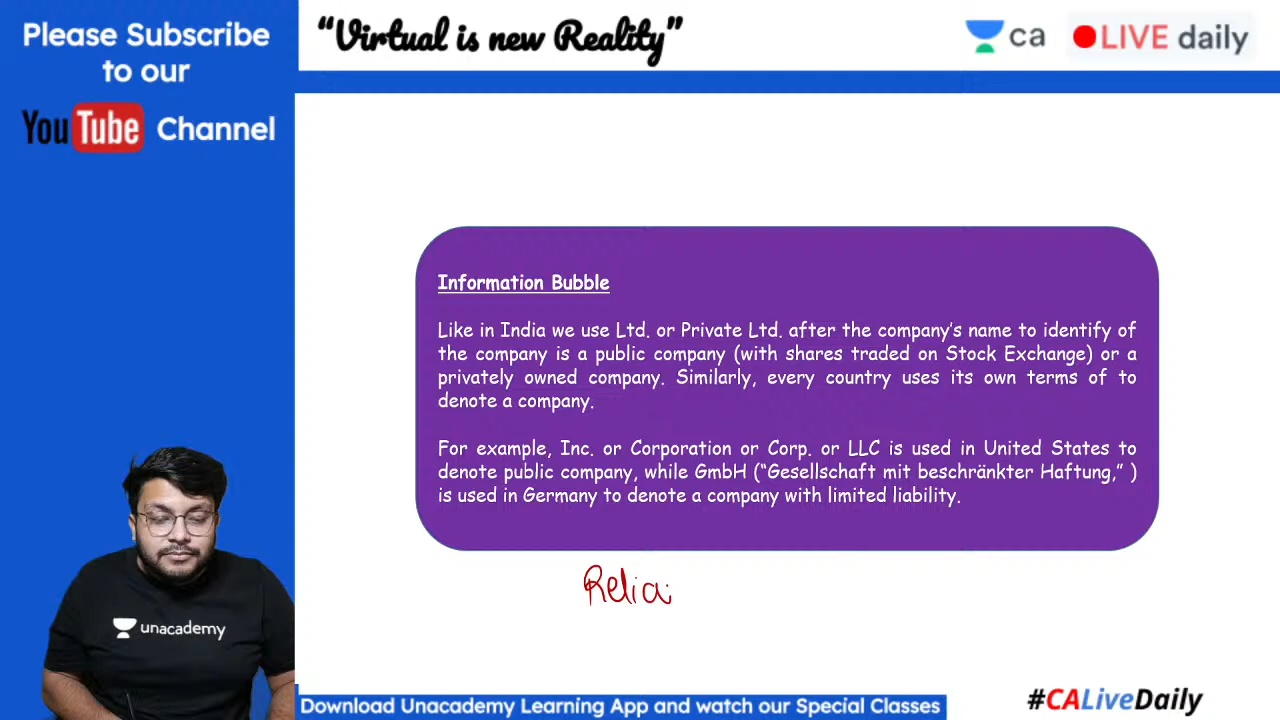 Please Subscribe
to our
YouTube Channel
“Virtual is new Reality”
ca LIVE daily
Information Bubble
Like in India we use Ltd. or Private Ltd. after the company’s name to identify of
the company is a public company (with shares traded on Stock Exchange) or a
privately owned company. Similarly, every country uses its own terms of to
denote a company.
For example, Inc. or Corporation or Corp. or LLC is used in United States to
denote public company, while GmbH (“Gesellschaft mit beschränkter Haftung,” )
is used in Germany to denote a company with limited liability.
Relia
unacademy
Download Unacademy Learning App and watch our Special Classes
#CALiveDaily